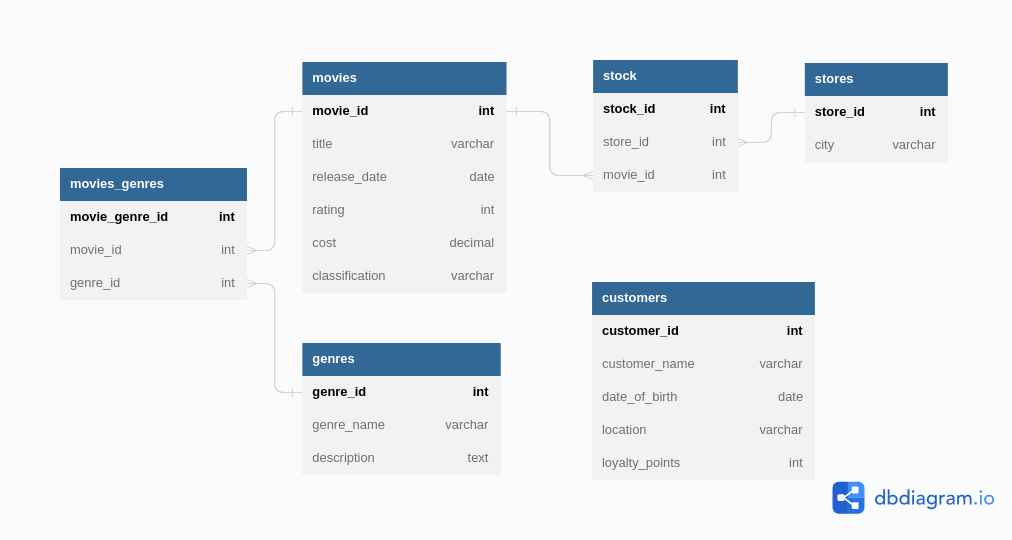 movies
movie_id int
title varchar
release_date date
rating int
cost decimal
classification varchar
stock
stock_id int
store_id int
movie_id int
stores
store_id int
city varchar
movies_genres
movie_genre_id int
movie_id int
genre_id int
genres
genre_id int
genre_name varchar
description text
customers
customer_id int
customer_name varchar
date_of_birth date
location varchar
loyalty_points int
dbdiagram.io